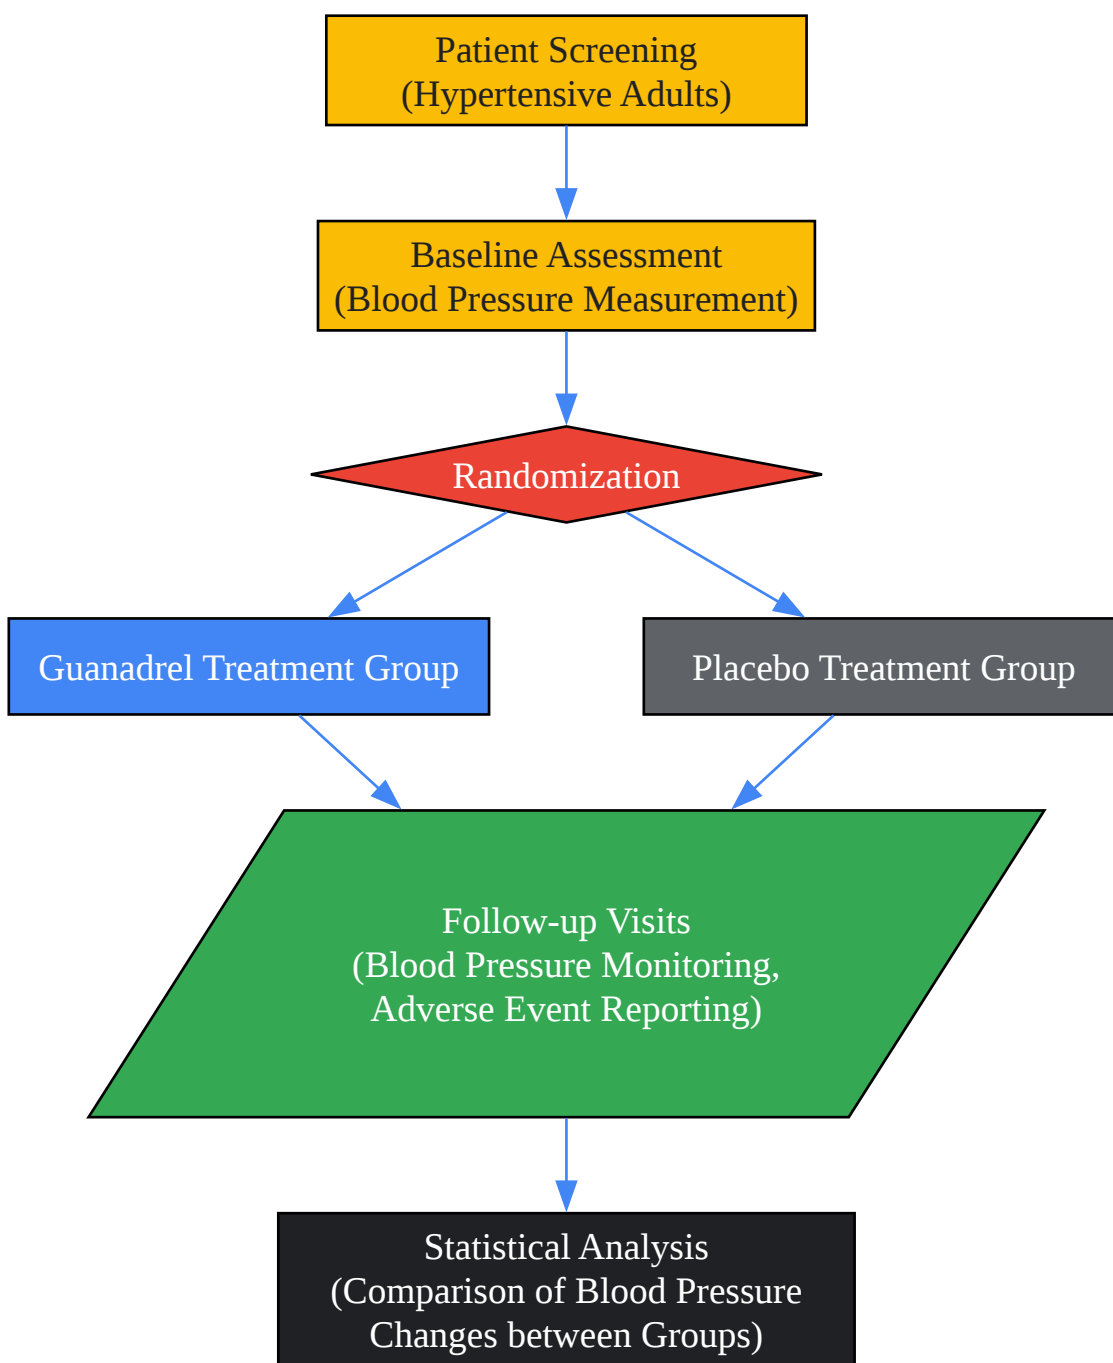 Patient Screening
(Hypertensive Adults)
Baseline Assessment
(Blood Pressure Measurement)
Randomization
Guanadrel Treatment Group
Placebo Treatment Group
Follow-up Visits
(Blood Pressure Monitoring,
Adverse Event Reporting)
Statistical Analysis
(Comparison of Blood Pressure
Changes between Groups)